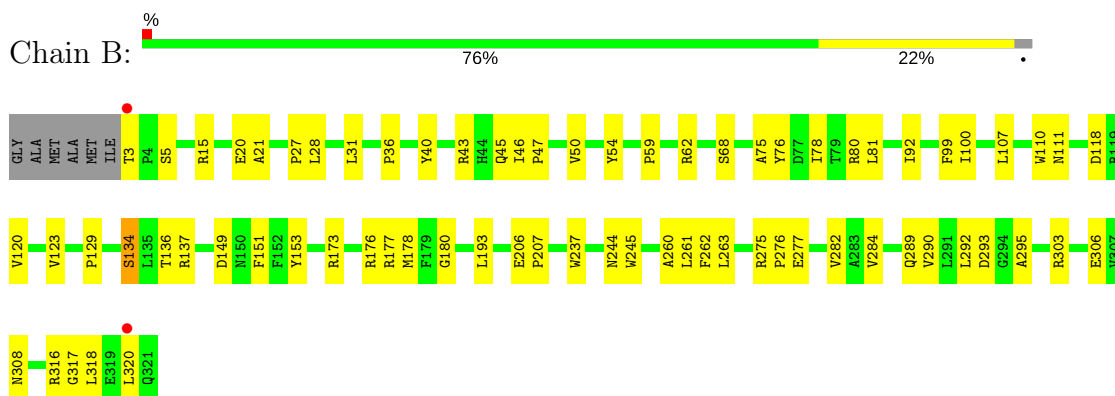 %
Chain B:
76% 22% •
GLY ALA MET ALA MET ILE T3 P4 S5 R15 E20 A21 P27 L28 L31 P36 Y40 R43 H44 Q45 I46 P47 V50 Y54 P59 R62 S68 A75 Y76 D77 I78 T79 R80 L81 I92 F99 I100 L107 W110 N111 D118 R119
V120 V123 P129 S134 L135 T136 R137 D149 N150 F151 F152 Y153 R173 R176 R177 M178 F179 G180 L193 E206 P207 W237 N244 W245 A260 L261 F262 L263 R275 P276 E277 V282 A283 V284 Q289 V290 L291 L292 D293 G294 A295 R303 E306 V307
N308 R316 G317 L318 E319 L320 Q321